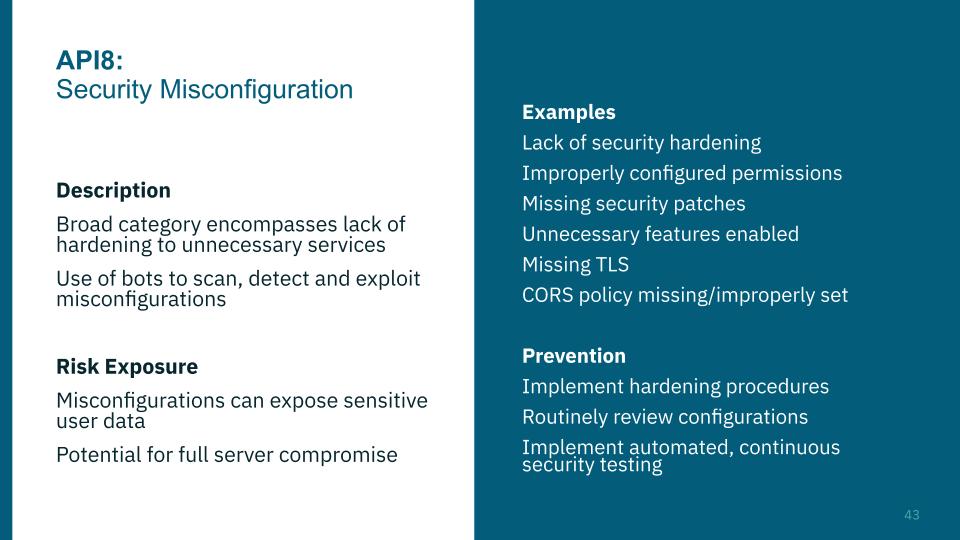 API8:
Security Misconfiguration
Description
Broad category encompasses lack of
hardening to unnecessary services
Use of bots to scan, detect and exploit
misconfigurations
Risk Exposure
Misconfigurations can expose sensitive
user data
Potential for full server compromise
Examples
Lack of security hardening
Improperly configured permissions
Missing security patches
Unnecessary features enabled
Missing TLS
CORS policy missing/improperly set
Prevention
Implement hardening procedures
Routinely review configurations
Implement automated, continuous
security testing
43